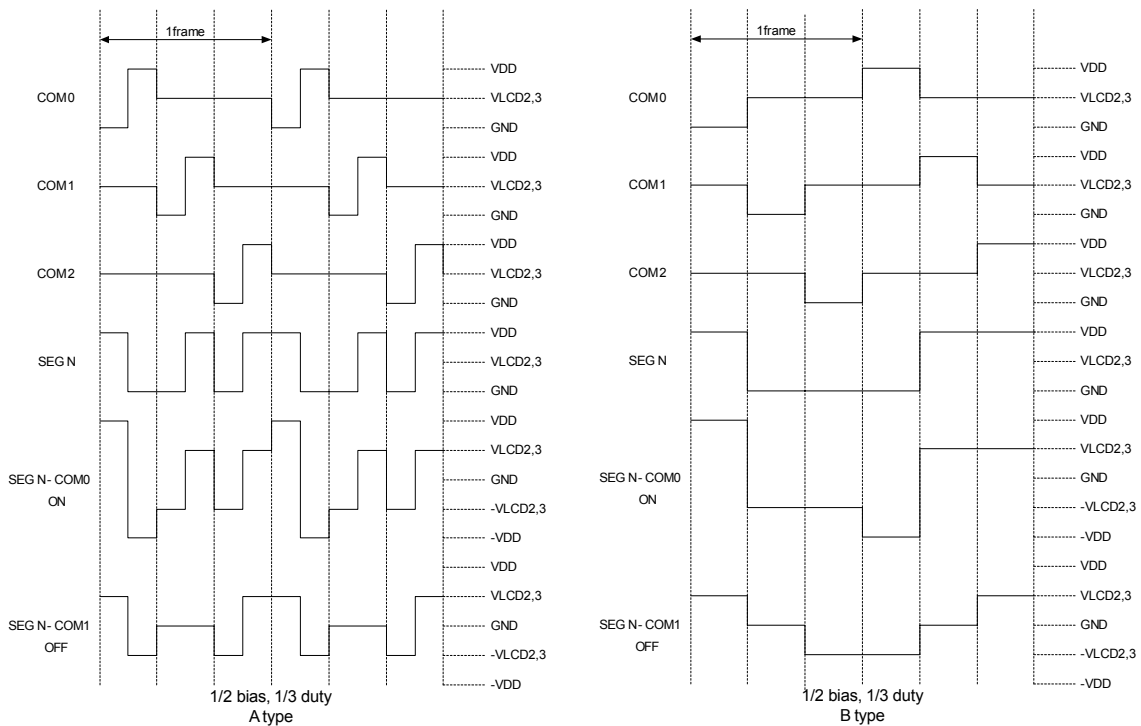 1frame
VDD
COM0
VLCD2,3
GND
VDD
COM1
VLCD2,3
GND
VDD
COM2
VLCD2,3
GND
VDD
SEG N
VLCD2,3
GND
VDD
VLCD2,3
SEG N- COM0
ON
GND
-VLCD2,3
-VDD
VDD
VLCD2,3
SEG N- COM1
OFF
GND
-VLCD2,3
-VDD
1/2 bias, 1/3 duty
A type
1frame
VDD
COM0
VLCD2,3
GND
VDD
COM1
VLCD2,3
GND
VDD
COM2
VLCD2,3
GND
VDD
SEG N
VLCD2,3
GND
VDD
VLCD2,3
SEG N- COM0
ON
GND
-VLCD2,3
-VDD
VDD
VLCD2,3
SEG N- COM1
OFF
GND
-VLCD2,3
-VDD
1/2 bias, 1/3 duty
B type